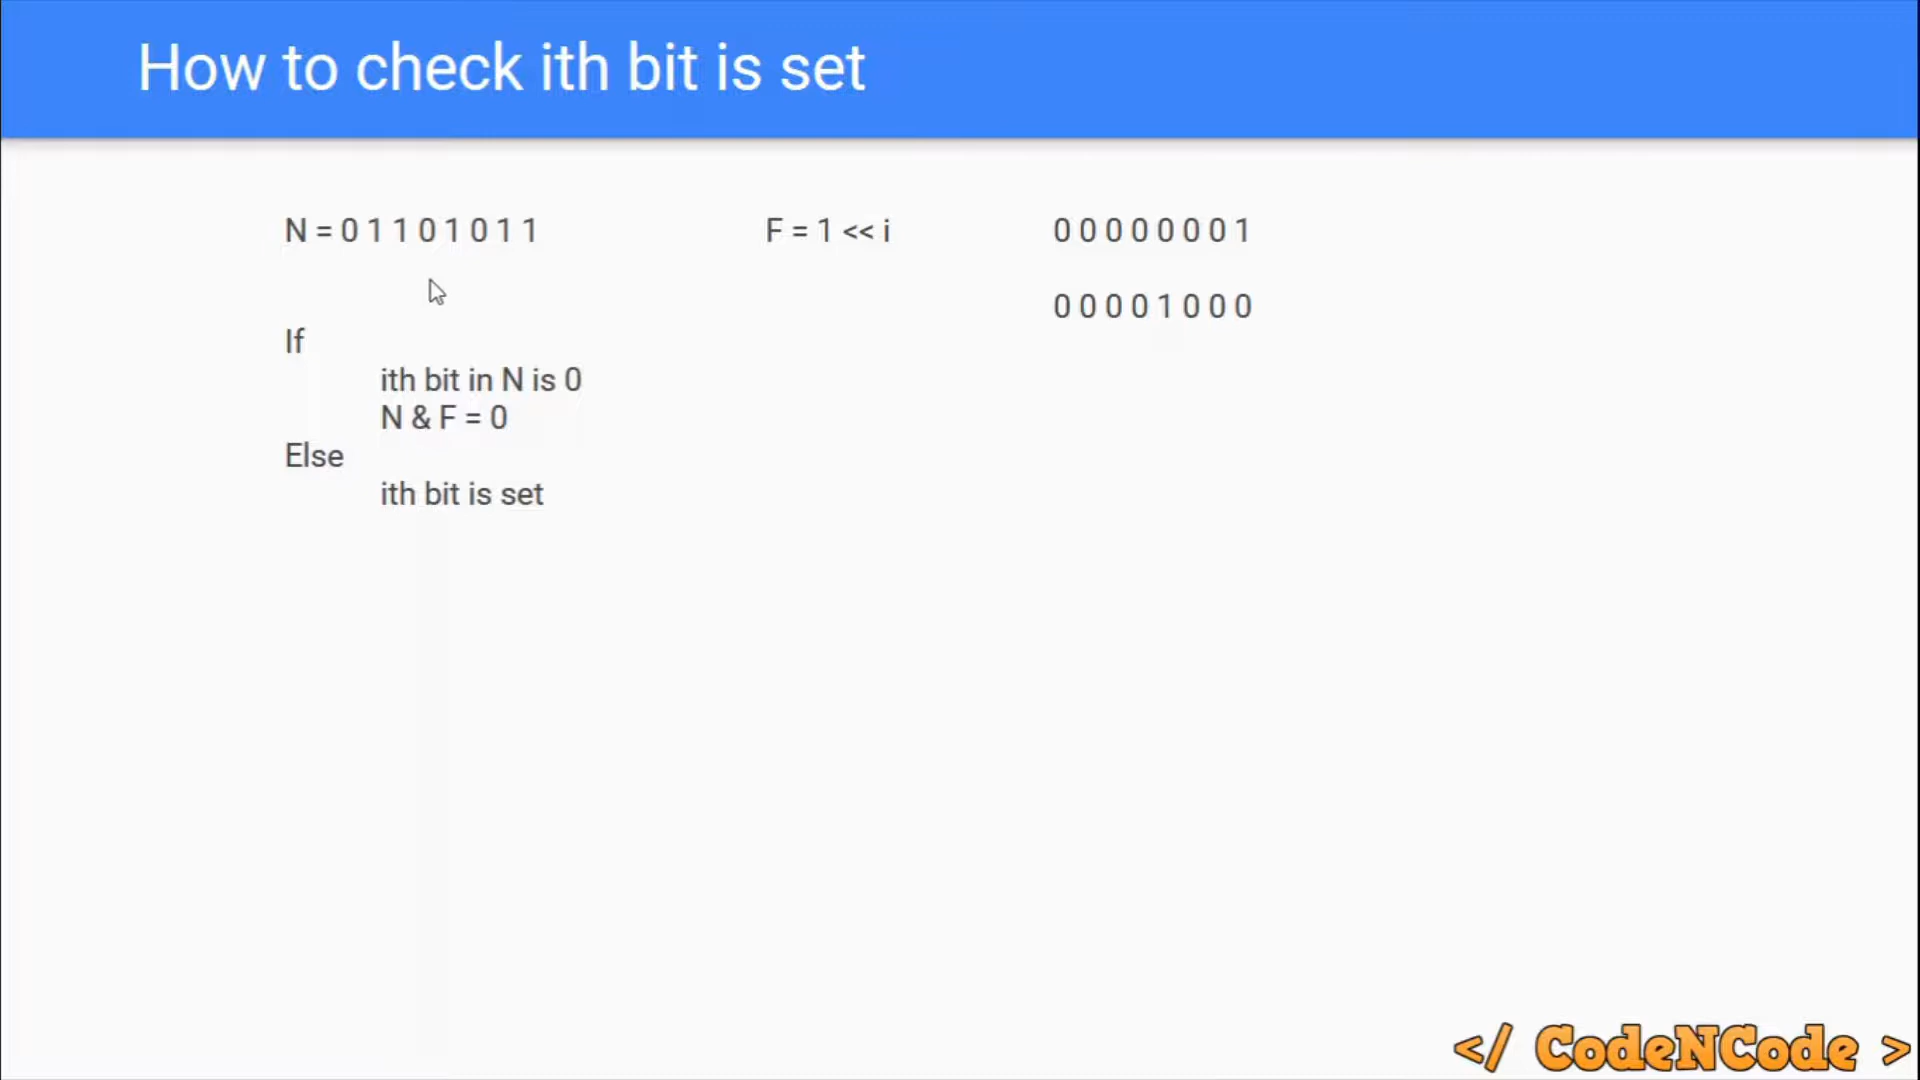 How to check ith bit is set
N = 0 1 1 0 1 0 1 1 F = 1 << i 0 0 0 0 0 0 0 1
0 0 0 0 1 0 0 0
If
ith bit in N is 0
N & F = 0
Else
ith bit is set
</ CodeNCode >